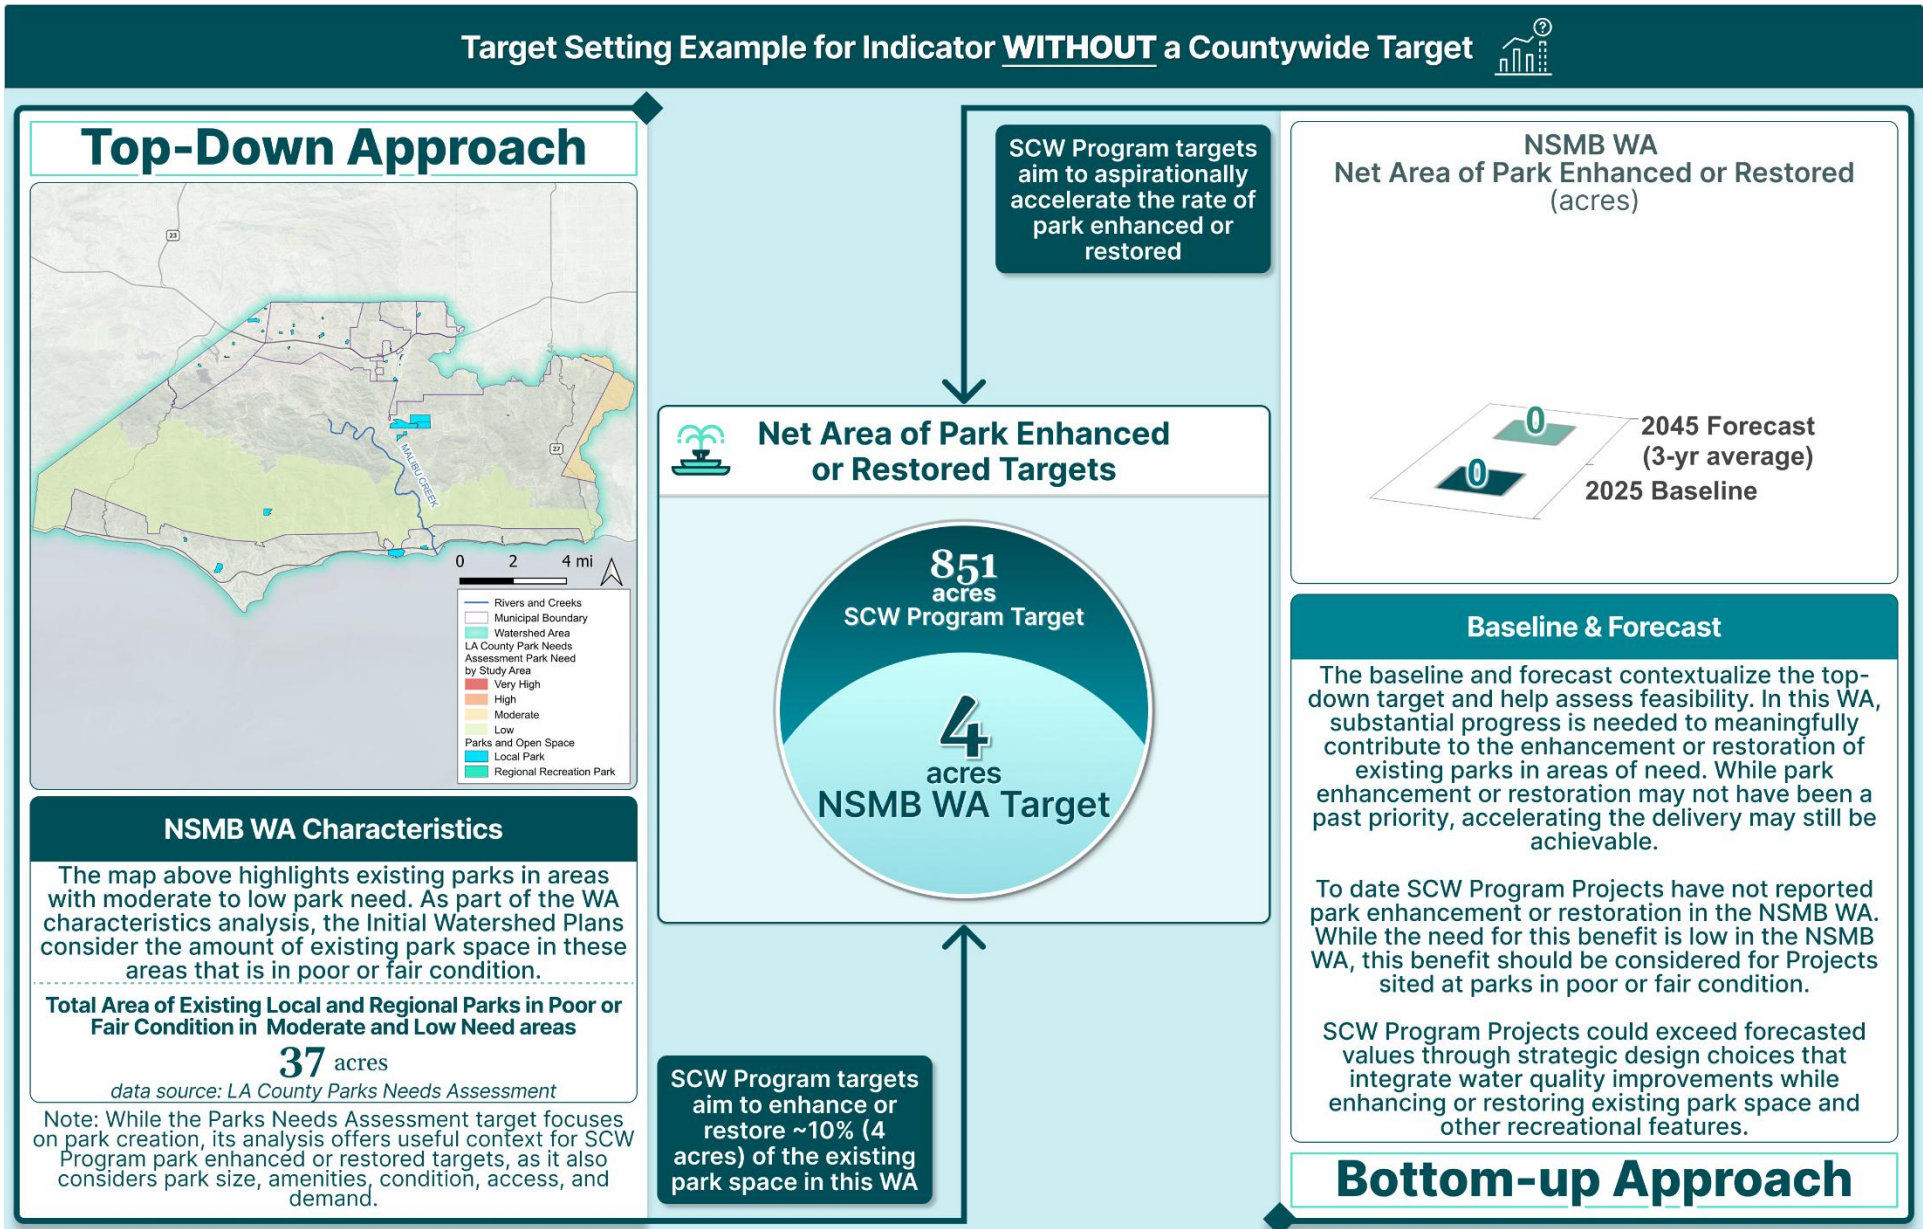 Target Setting Example for Indicator WITHOUT a Countywide Target
?
Top-Down Approach
23
27
MALIBU CREEK
0 2 4 mi
Rivers and Creeks
Municipal Boundary
Watershed Area
LA County Park Needs
Assessment Park Need
by Study Area
Very High
High
Moderate
Low
Parks and Open Space
Local Park
Regional Recreation Park
NSMB WA Characteristics
The map above highlights existing parks in areas
with moderate to low park need. As part of the WA
characteristics analysis, the Initial Watershed Plans
consider the amount of existing park space in these
areas that is in poor or fair condition.
Total Area of Existing Local and Regional Parks in Poor or
Fair Condition in Moderate and Low Need areas
37 acres
data source: LA County Parks Needs Assessment
Note: While the Parks Needs Assessment target focuses
on park creation, its analysis offers useful context for SCW
Program park enhanced or restored targets, as it also
considers park size, amenities, condition, access, and
demand.
SCW Program targets
aim to aspirationally
accelerate the rate of
park enhanced or
restored
Net Area of Park Enhanced
or Restored Targets
851
acres
SCW Program Target
4
acres
NSMB WA Target
SCW Program targets
aim to enhance or
restore ~10% (4
acres) of the existing
park space in this WA
NSMB WA
Net Area of Park Enhanced or Restored
(acres)
0
2045 Forecast
(3-yr average)
0
2025 Baseline
Baseline & Forecast
The baseline and forecast contextualize the top-
down target and help assess feasibility. In this WA,
substantial progress is needed to meaningfully
contribute to the enhancement or restoration of
existing parks in areas of need. While park
enhancement or restoration may not have been a
past priority, accelerating the delivery may still be
achievable.
To date SCW Program Projects have not reported
park enhancement or restoration in the NSMB WA.
While the need for this benefit is low in the NSMB
WA, this benefit should be considered for Projects
sited at parks in poor or fair condition.
SCW Program Projects could exceed forecasted
values through strategic design choices that
integrate water quality improvements while
enhancing or restoring existing park space and
other recreational features.
Bottom-up Approach